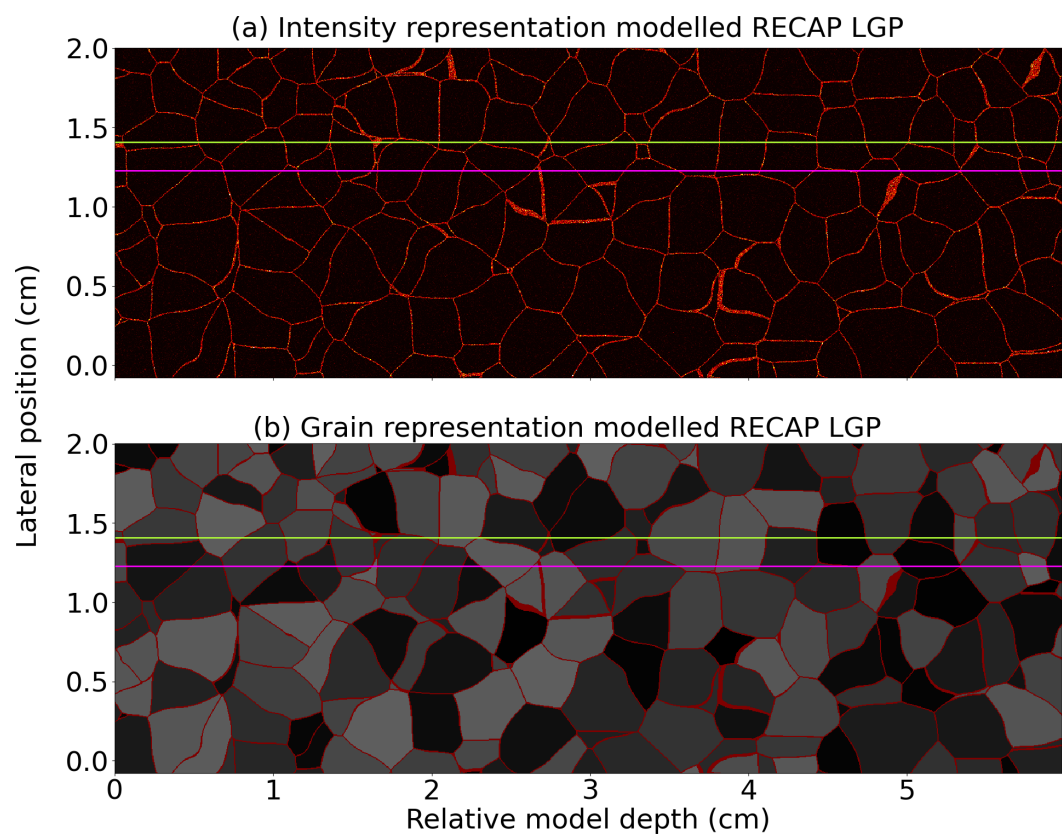 (a) Intensity representation modelled RECAP LGP
2.0
1.5
1.0
0.5
0.0
Lateral position (cm)
(b) Grain representation modelled RECAP LGP
2.0
1.5
1.0
0.5
0.0
0 1 2 3 4 5
Relative model depth (cm)